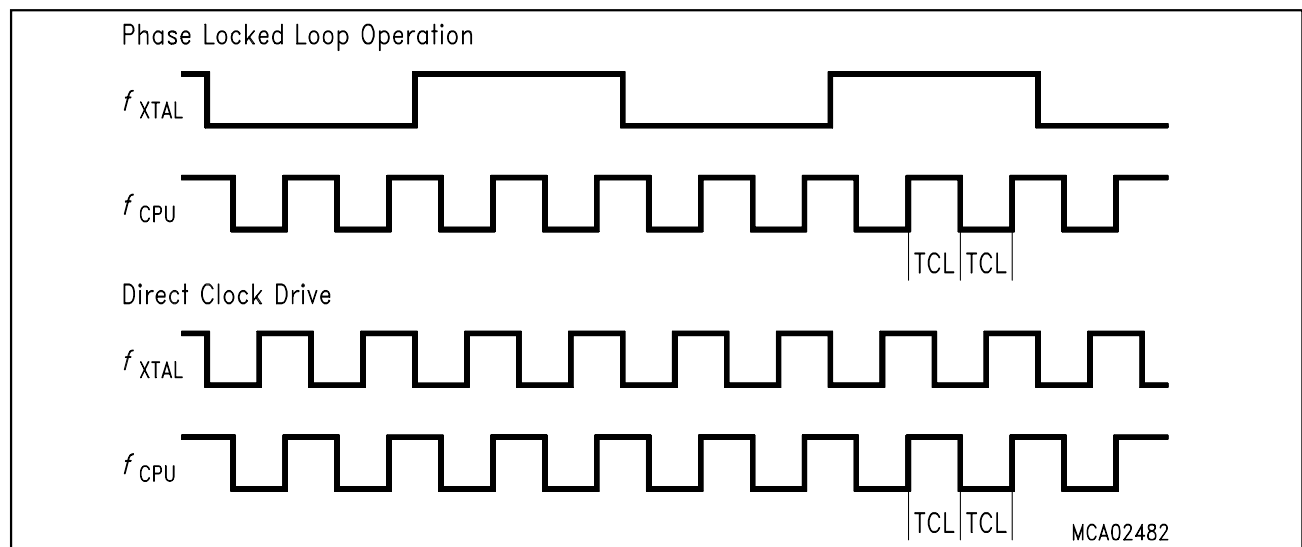 Phase Locked Loop Operation
f XTAL
f CPU
TCL TCL
Direct Clock Drive
f XTAL
f CPU
TCL TCL
MCA02482